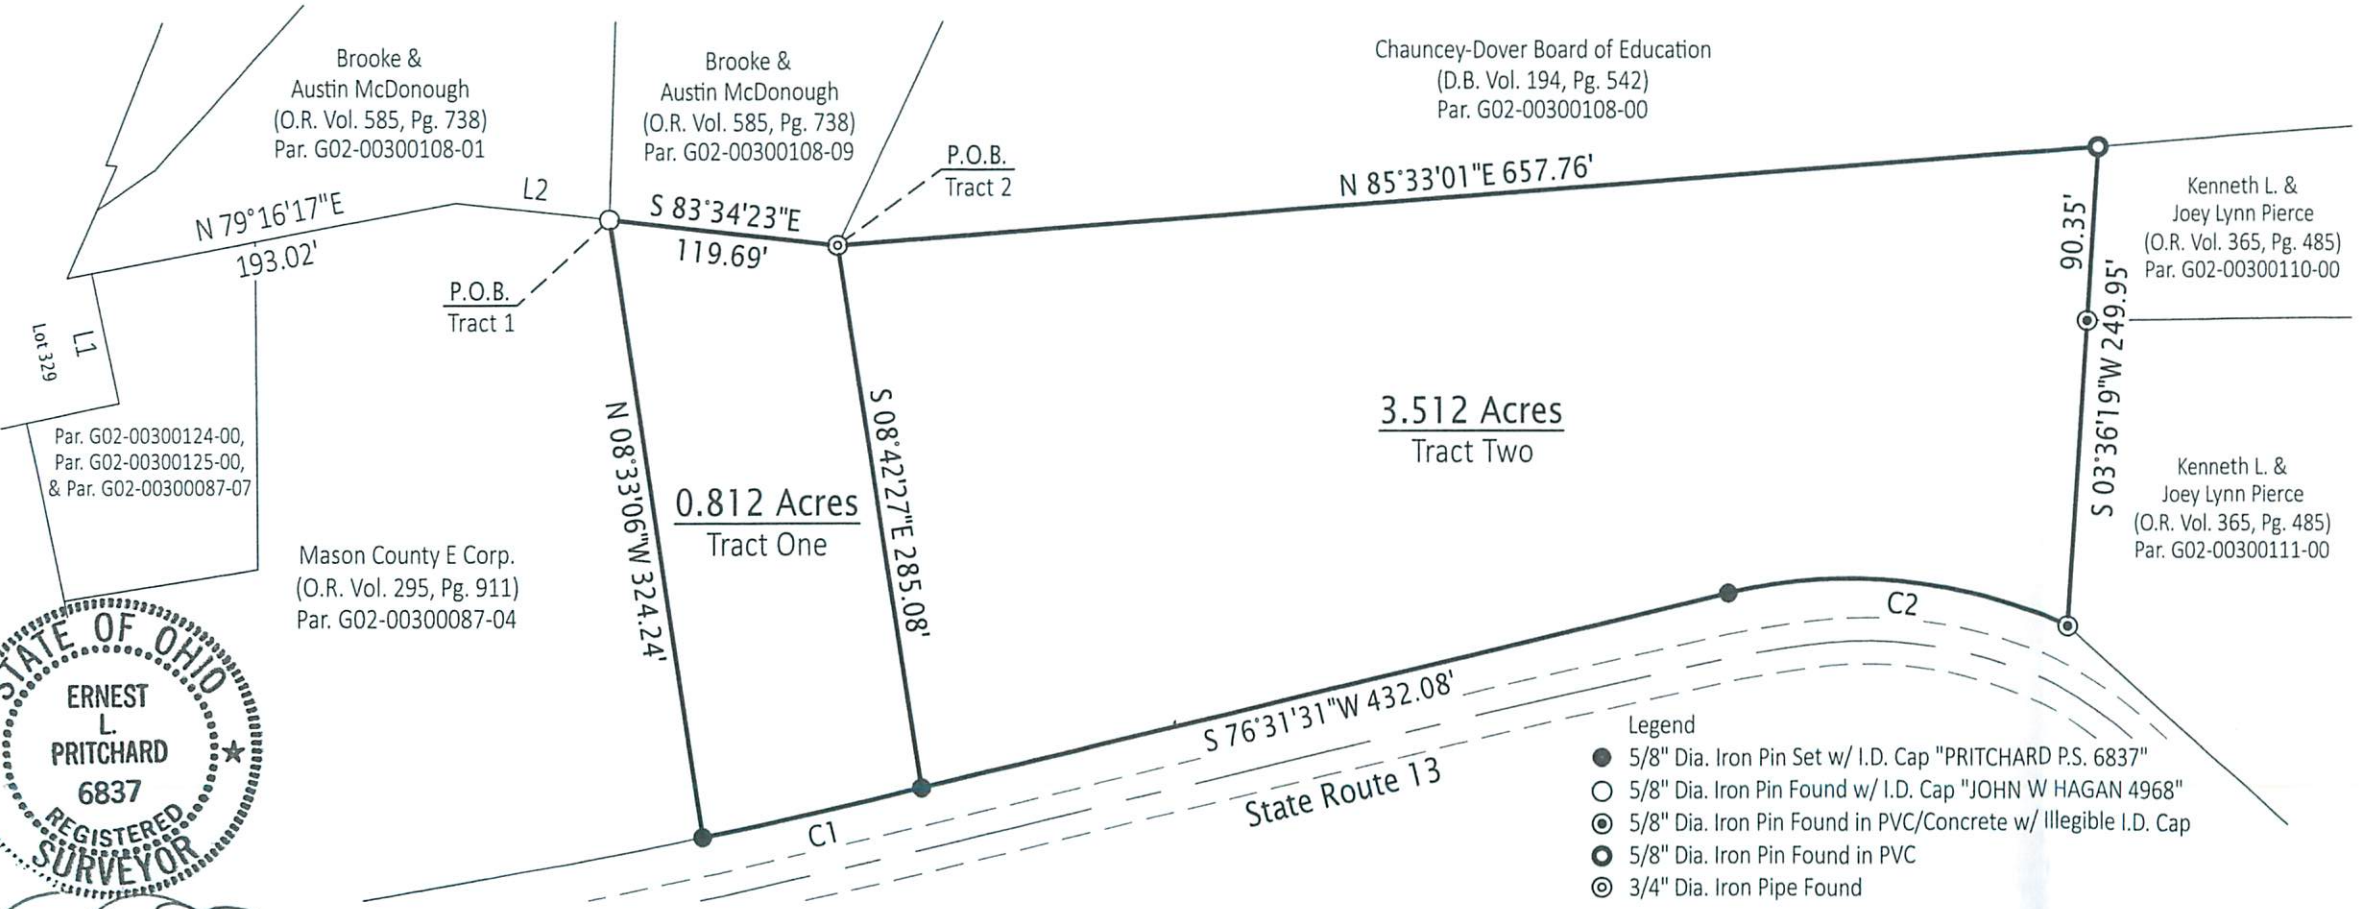 Brooke &
Austin McDonough
(O.R. Vol. 585, Pg. 738)
Par. G02-00300108-01
Brooke &
Austin McDonough
(O.R. Vol. 585, Pg. 738)
Par. G02-00300108-09
Chauncey-Dover Board of Education
(D.B. Vol. 194, Pg. 542)
Par. G02-00300108-00
P.O.B.
Tract 2
L2
N 79°16'17"E
193.02'
S 83°34'23"E
119.69'
N 85°33'01"E 657.76'
Kenneth L. &
Joey Lynn Pierce
(O.R. Vol. 365, Pg. 485)
Par. G02-00300110-00
90.35'
S 03°36'19"W 249.95'
P.O.B.
Tract 1
L1
Lot 329
Par. G02-00300124-00,
Par. G02-00300125-00,
& Par. G02-00300087-07
N 08°33'06"W 324.24'
S 08°42'27"E 285.08'
0.812 Acres
Tract One
3.512 Acres
Tract Two
Kenneth L. &
Joey Lynn Pierce
(O.R. Vol. 365, Pg. 485)
Par. G02-00300111-00
Mason County E Corp.
(O.R. Vol. 295, Pg. 911)
Par. G02-00300087-04
C2
C1
S 76°31'31"W 432.08'
State Route 13
STATE OF OHIO
ERNEST
L.
PRITCHARD
6837
REGISTERED
SURVEYOR
Legend
5/8" Dia. Iron Pin Set w/ I.D. Cap "PRITCHARD P.S. 6837"
5/8" Dia. Iron Pin Found w/ I.D. Cap "JOHN W HAGAN 4968"
5/8" Dia. Iron Pin Found in PVC/Concrete w/ Illegible I.D. Cap
5/8" Dia. Iron Pin Found in PVC
3/4" Dia. Iron Pipe Found